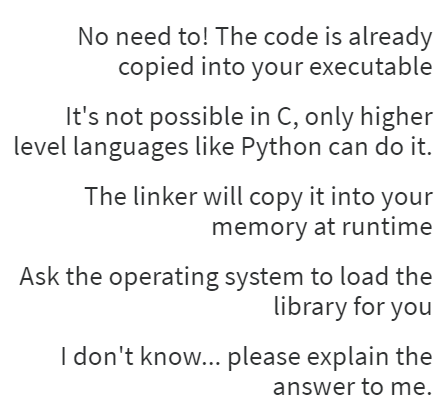 No need to! The code is already
copied into your executable
It's not possible in C, only higher
level languages like Python can do it.
The linker will copy it into your
memory at runtime
Ask the operating system to load the
library for you
I don't know... please explain the
answer to me.